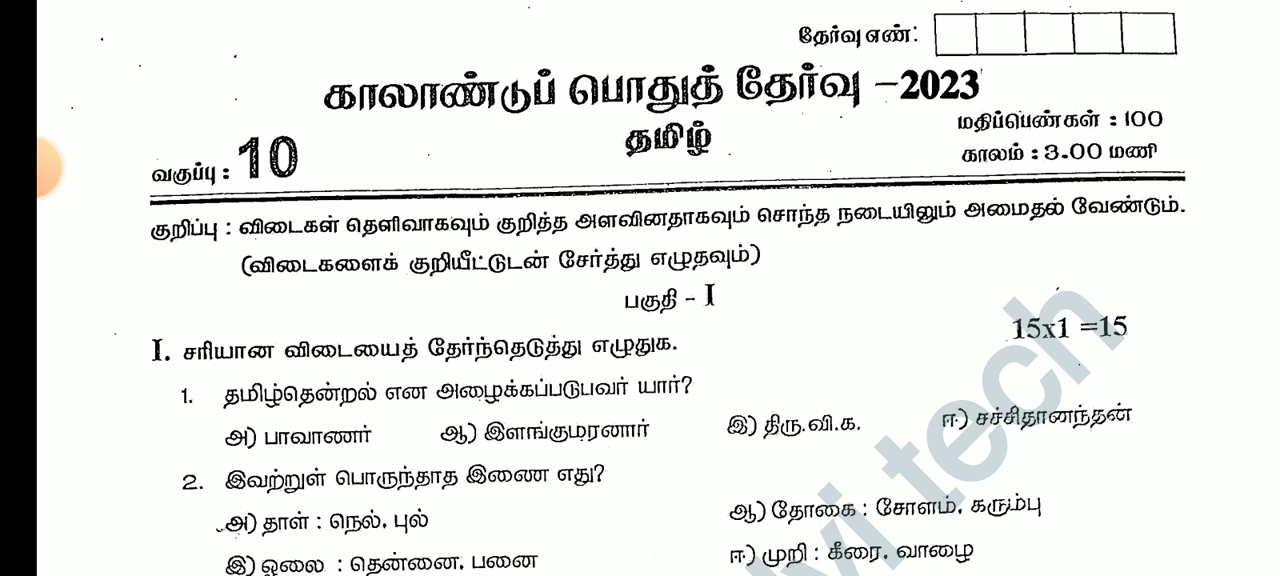 தேர்வு எண்:
காலாண்டுப் பொதுத் தேர்வு -2023
தமிழ்
மதிப்பெண்கள் : 100
வகுப்பு : 10
காலம் : 3.00 மணி
குறிப்பு : விடைகள் தெளிவாகவும் குறித்த அளவினதாகவும் சொந்த நடையிலும் அமைதல் வேண்டும்.
(விடைகளைக் குறியீட்டுடன் சேர்த்து எழுதவும்)
பகுதி - I
I. சரியான விடையைத் தேர்ந்தெடுத்து எழுதுக. 15x1 =15
1. தமிழ்தென்றல் என அழைக்கப்படுபவர் யார்?
அ) பாவாணர் ஆ) இளங்குமரனார் இ) திரு.வி.க. ஈ) சச்சிதானந்தன்
2. இவற்றுள் பொருந்தாத இணை எது?
அ) தாள் : நெல், புல் ஆ) தோகை : சோளம், கரும்பு
இ) ஓலை : தென்னை, பனை ஈ) முறி : கீரை, வாழை
vi tech